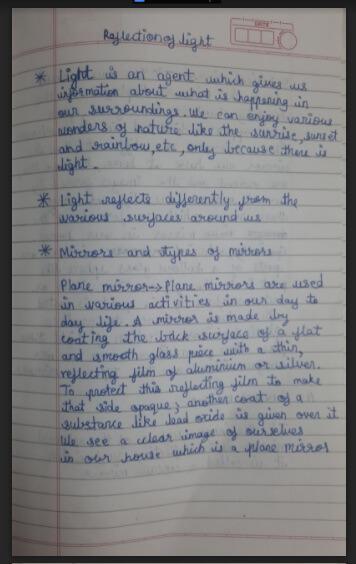 Reflection of light
* Light is an agent which gives us
information about what is happening in
our surroundings. We can enjoy various
wonders of nature like the sunrise, sunset
and rainbow, etc, only because there is
light.
* Light reflects differently from the
various surfaces around us
* Mirrors and types of mirrors
Plane mirror→Plane mirrors are used
in various activities in our day to
day life. A mirror is made by
coating the back surface of a flat
and smooth glass piece with a thin,
reflecting film of aluminium or silver.
To protect this reflecting film to make
that side opaque, another coat of a
substance like lead oxide is given over it
We see a clear image of ourselves
in our house which is a plane mirror